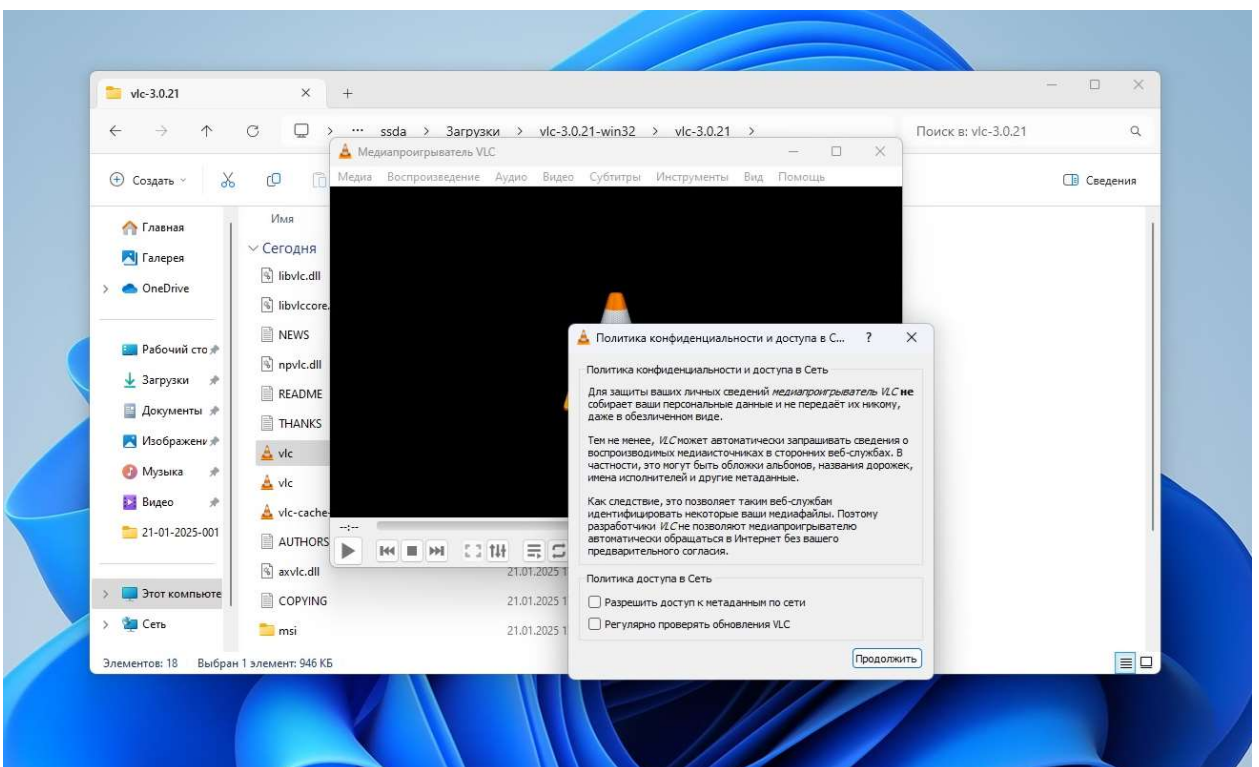 vlc-3.0.21
ssda > Загрузки > vlc-3.0.21-win32 > vlc-3.0.21 >
Поиск в: vlc-3.0.21
Создать
Сведения
Главная
Галерея
OneDrive
Рабочий сто
Загрузки
Документы
Изображени
Музыка
Видео
21-01-2025-001
Этот компьюте
Сеть
Имя
Сегодня
libvlc.dll
libvlccore.
NEWS
npvlc.dll
README
THANKS
vlc
vlc
vlc-cache-
AUTHORS
axvlc.dll
21.01.2025 1
COPYING
21.01.2025 1
msi
21.01.2025 1
Элементов: 18 Выбран 1 элемент: 946 КБ
Медиапроигрыватель VLC
Медиа Воспроизведение Аудио Видео Субтитры Инструменты Вид Помощь
--:--
Политика конфиденциальности и доступа в С...
Политика конфиденциальности и доступа в Сеть
Для защиты ваших личных сведений медиапроигрыватель VLC не
собирает ваши персональные данные и не передаёт их никому,
даже в обезличенном виде.
Тем не менее, VLC может автоматически запрашивать сведения о
воспроизводимых медиаисточниках в сторонних веб-службах. В
частности, это могут быть обложки альбомов, названия дорожек,
имена исполнителей и другие метаданные.
Как следствие, это позволяет таким веб-службам
идентифицировать некоторые ваши медиафайлы. Поэтому
разработчики VLC не позволяют медиапроигрывателю
автоматически обращаться в Интернет без вашего
предварительного согласия.
Политика доступа в Сеть
Разрешить доступ к метаданным по сети
Регулярно проверять обновления VLC
Продолжить